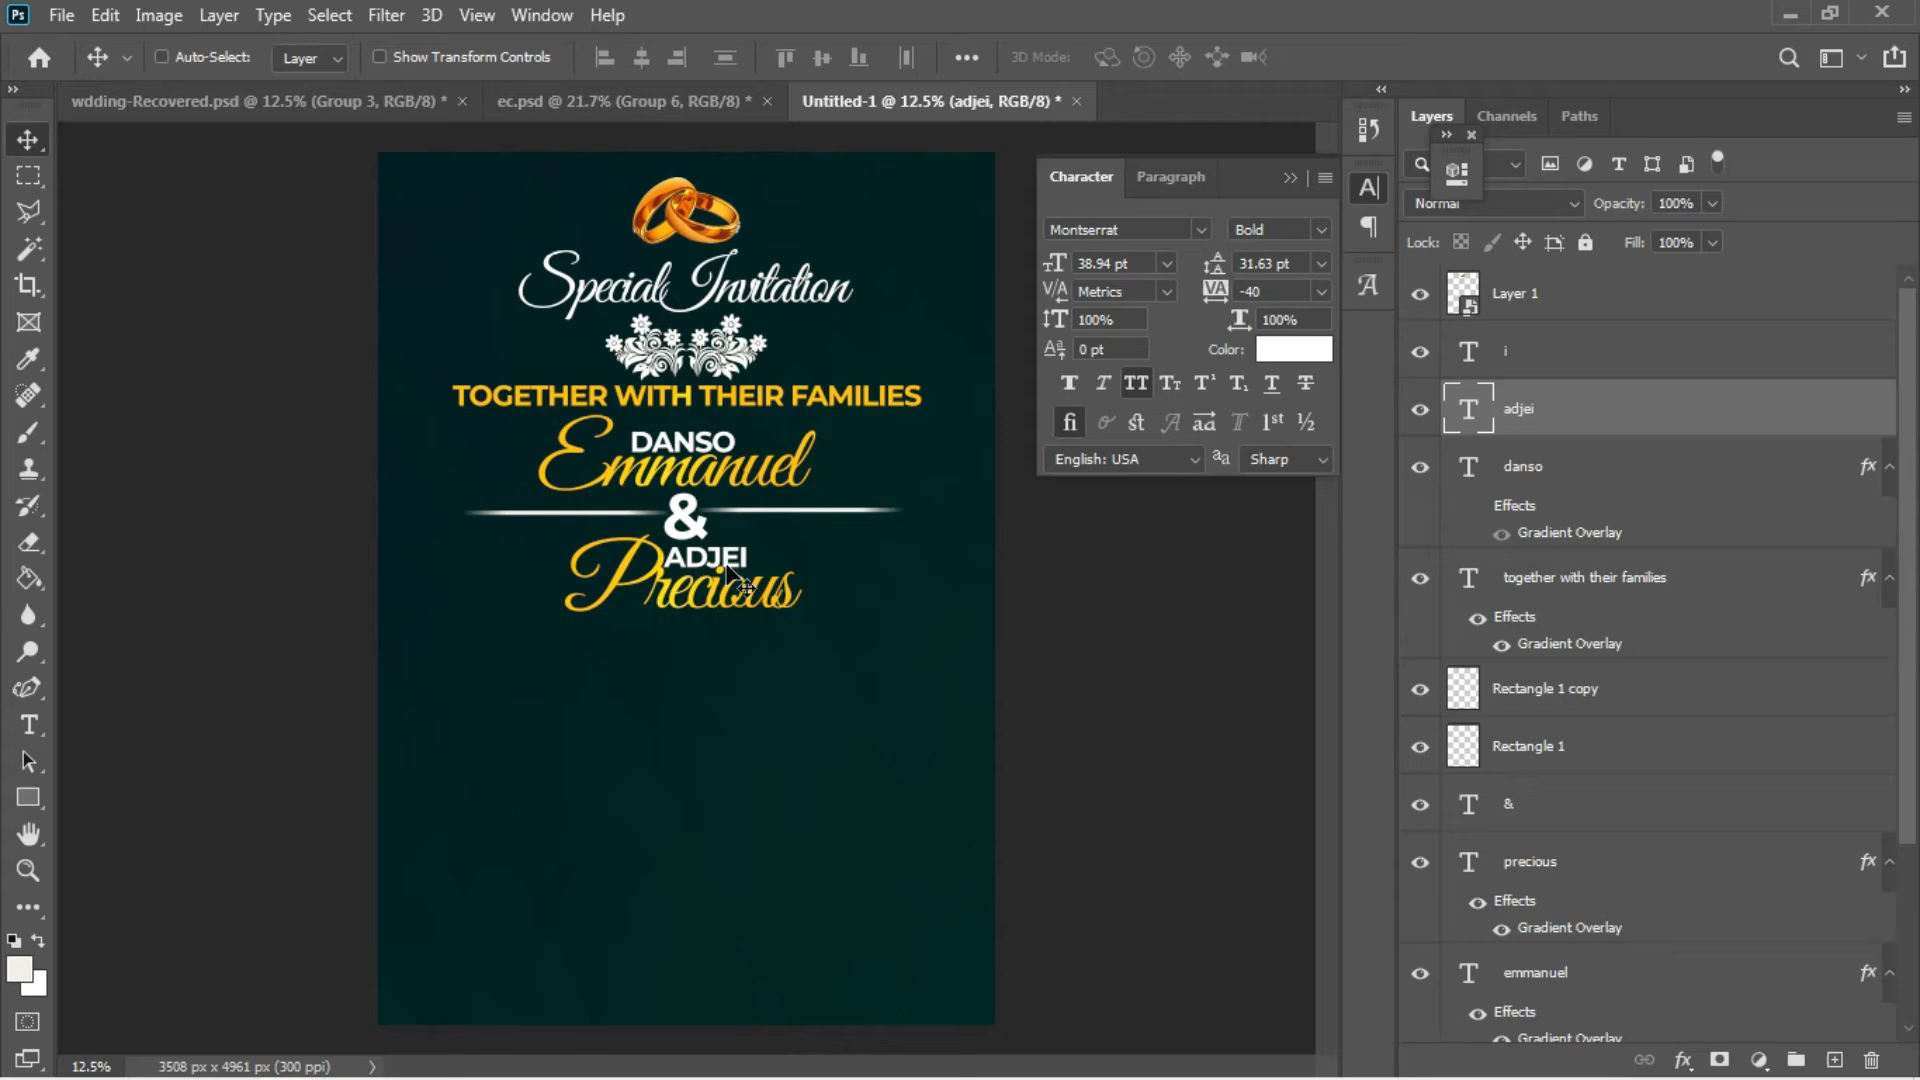 Ps File Edit Image Layer Type Select Filter 3D View Window Help
Auto-Select: Layer Show Transform Controls 3D Mode:
wdding-Recovered.psd @ 12.5% (Group 3, RGB/8) * ec.psd @ 21.7% (Group 6, RGB/8) * Untitled-1 @ 12.5% (adjei, RGB/8) *
Special Invitation
TOGETHER WITH THEIR FAMILIES
DANSO
Emmanuel
&
ADJEI
Precious
Character Paragraph
Montserrat Bold
38.94 pt 31.63 pt
Metrics -40
100% 100%
0 pt Color:
English: USA Sharp
Layers Channels Paths
Normal Opacity: 100%
Lock: Fill: 100%
Layer 1
i
adjei
danso fx
Effects
Gradient Overlay
together with their families fx
Effects
Gradient Overlay
Rectangle 1 copy
Rectangle 1
&
precious fx
Effects
Gradient Overlay
emmanuel fx
Effects
Gradient Overlay
12.5% 3508 px x 4961 px (300 ppi)